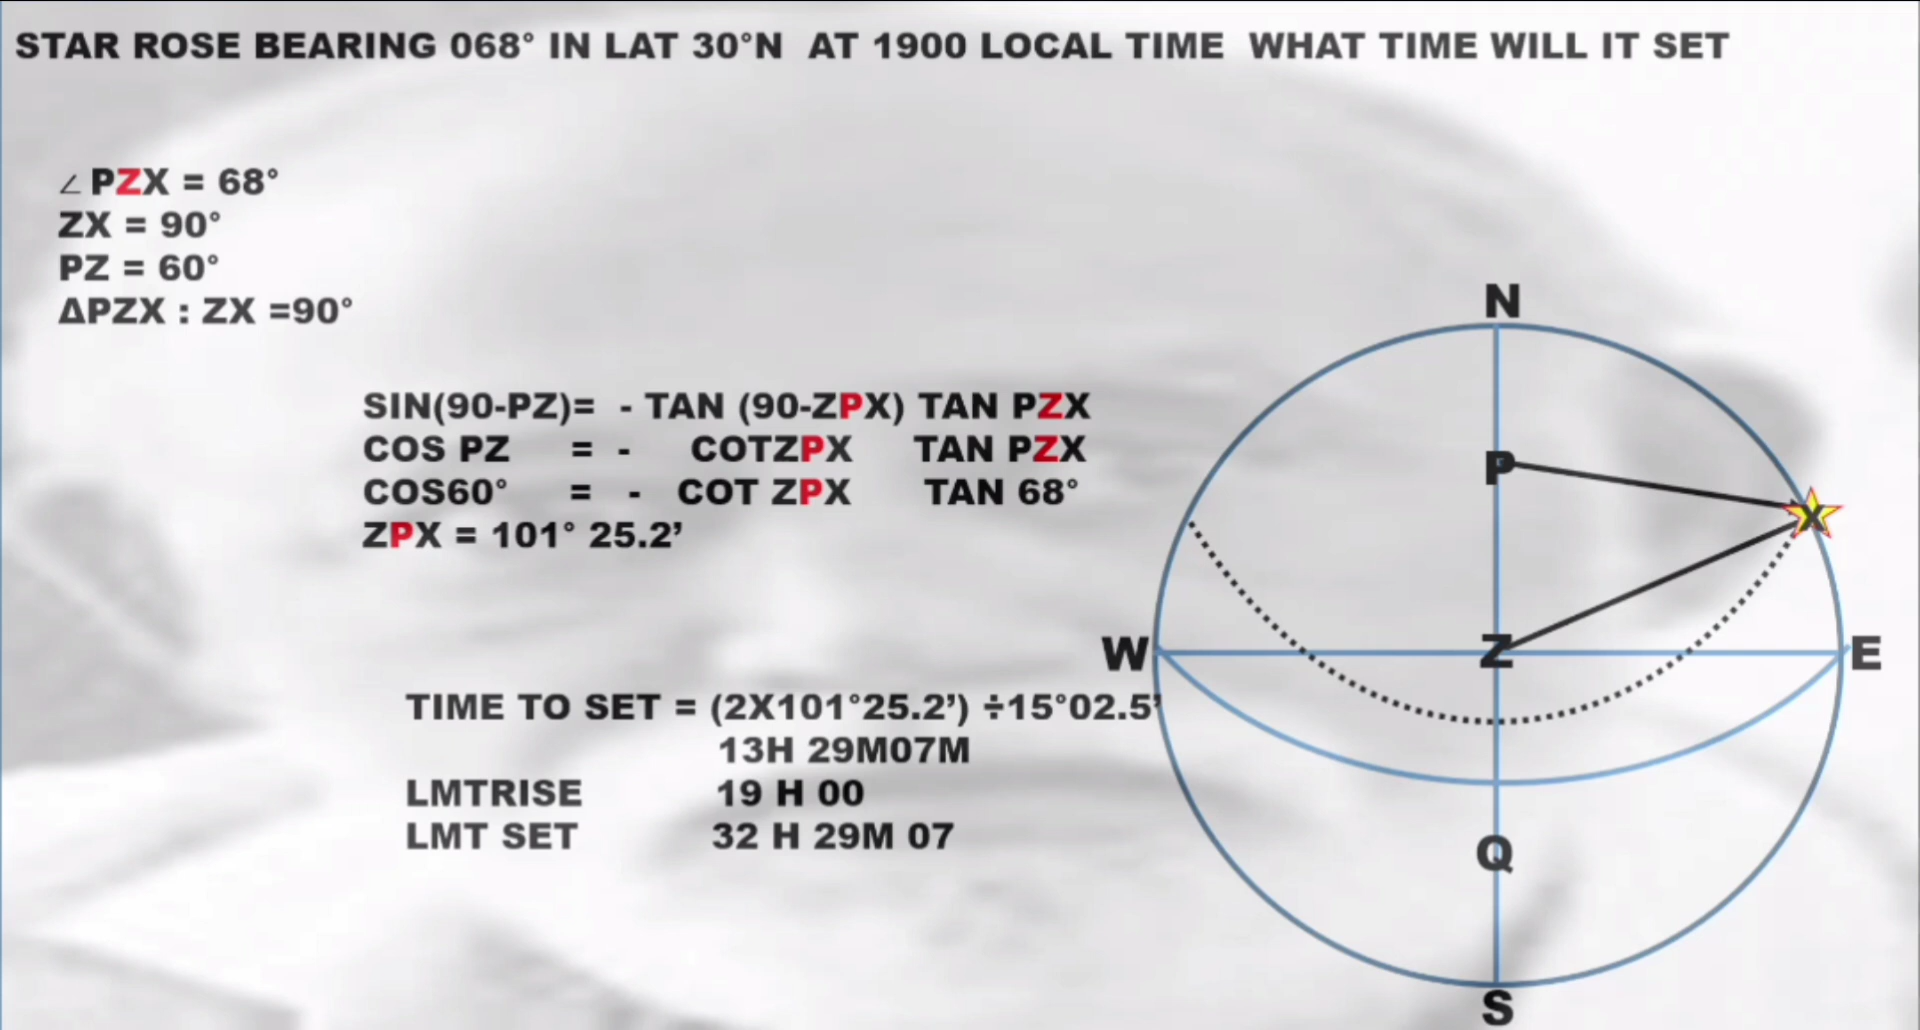 STAR ROSE BEARING 068° IN LAT 30°N AT 1900 LOCAL TIME WHAT TIME WILL IT SET
∠ PZX = 68°
ZX = 90°
PZ = 60°
ΔPZX : ZX =90°
SIN(90-PZ)= - TAN (90-ZPX) TAN PZX
COS PZ = - COTZPX TAN PZX
COS60° = - COT ZPX TAN 68°
ZPX = 101° 25.2’
TIME TO SET = (2X101°25.2’) ÷15°02.5’
13H 29M07M
LMTRISE 19 H 00
LMT SET 32 H 29M 07
N
P
X
W
Z
E
Q
S